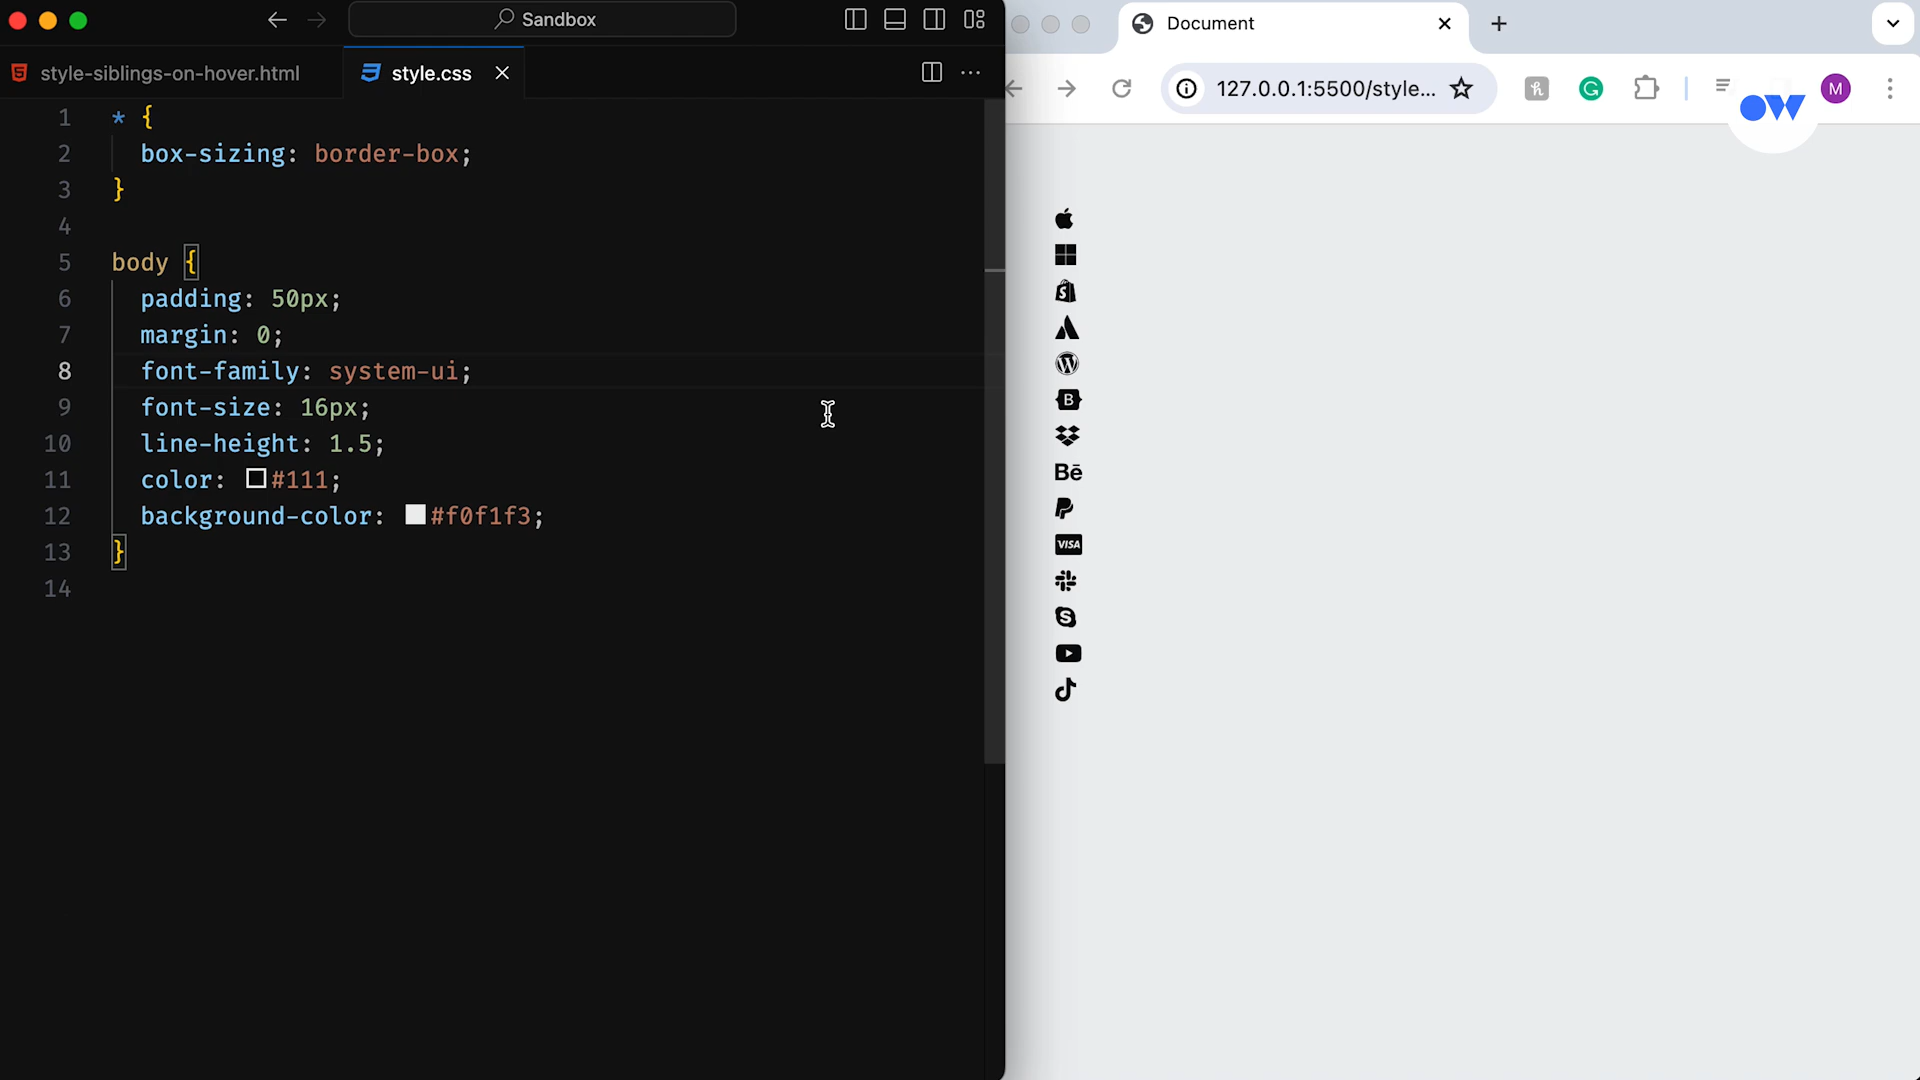 Sandbox
style-siblings-on-hover.html
style.css
1 * {
2 box-sizing: border-box;
3 }
4
5 body {
6 padding: 50px;
7 margin: 0;
8 font-family: system-ui;
9 font-size: 16px;
10 line-height: 1.5;
11 color: #111;
12 background-color: #f0f1f3;
13 }
14
Document
127.0.0.1:5500/style...
M
OW
B
Bē
VISA